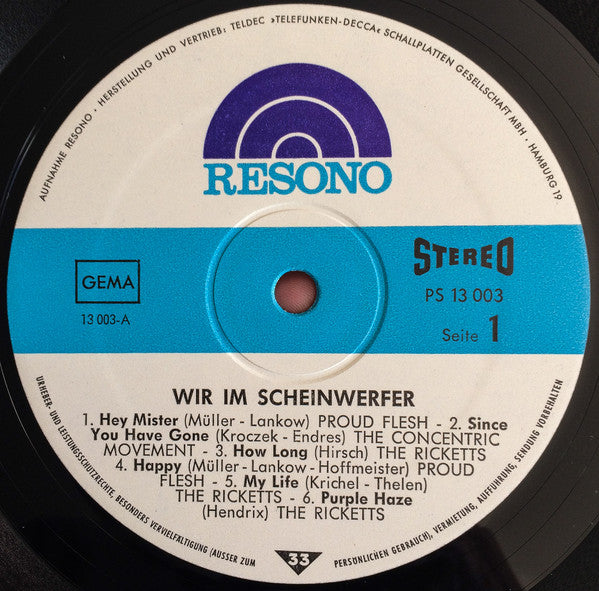 AUFNAHME RESONO · HERSTELLUNG UND VERTRIEB: TELDEC »TELEFUNKEN-DECCA« SCHALLPLATTEN GESELLSCHAFT MBH · HAMBURG 19.
RESONO
STEREO
GEMA
PS 13 003
13 003-A
Seite 1
WIR IM SCHEINWERFER
1. Hey Mister (Müller - Lankow) PROUD FLESH - 2. Since
You Have Gone (Kroczek - Endres) THE CONCENTRIC
MOVEMENT - 3. How Long (Hirsch) THE RICKETTS
4. Happy (Müller - Lankow - Hoffmeister) PROUD
FLESH - 5. My Life (Krichel - Thelen)
THE RICKETTS - 6. Purple Haze
(Hendrix) THE RICKETTS
URHEBER- UND LEISTUNGSSCHUTZRECHTE, BESONDERS VERVIELFÄLTIGUNG (AUSSER ZUM
33
PERSÖNLICHEN GEBRAUCH), VERMIETUNG, AUFFÜHRUNG, SENDUNG VORBEHALTEN